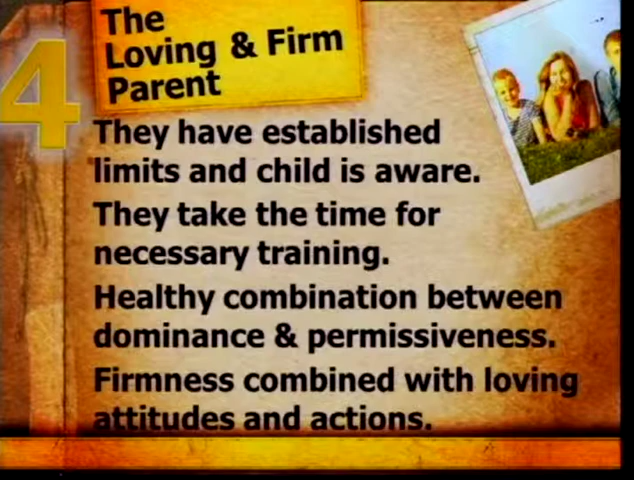 4
The
Loving & Firm
Parent
They have established
limits and child is aware.
They take the time for
necessary training.
Healthy combination between
dominance & permissiveness.
Firmness combined with loving
attitudes and actions.